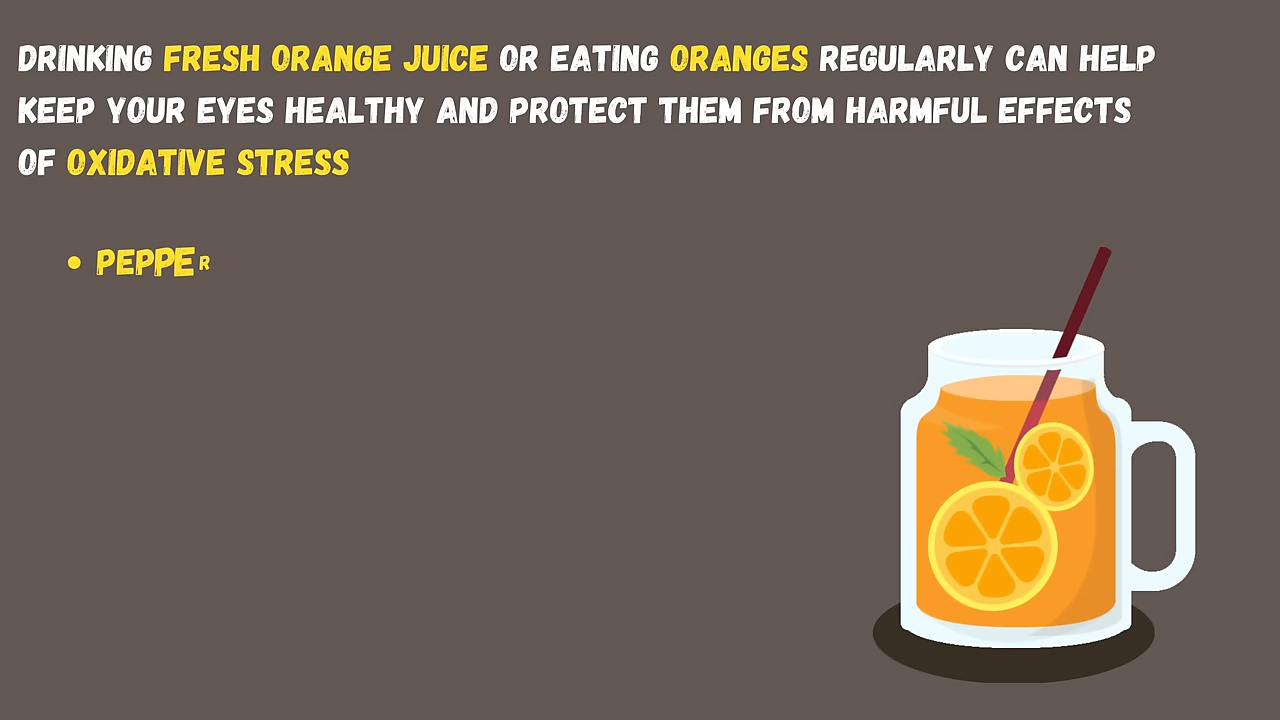 DRINKING FRESH ORANGE JUICE OR EATING ORANGES REGULARLY CAN HELP
KEEP YOUR EYES HEALTHY AND PROTECT THEM FROM HARMFUL EFFECTS
OF OXIDATIVE STRESS
• PEPPER